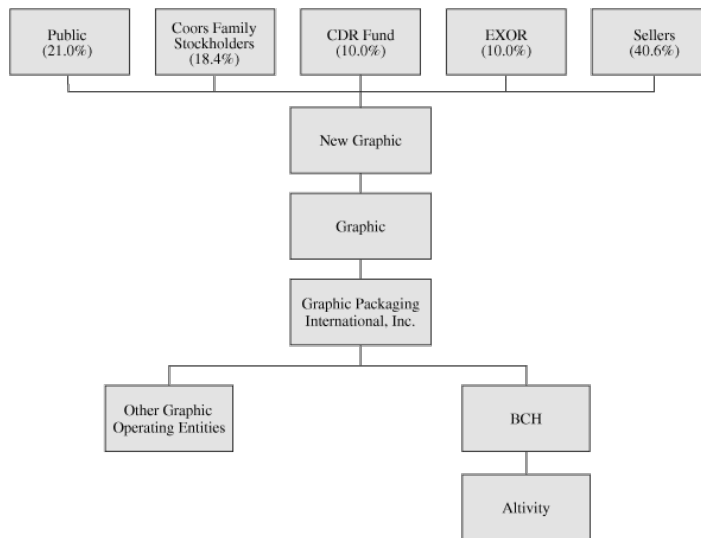 Public
(21.0%)
Coors Family
Stockholders
(18.4%)
CDR Fund
(10.0%)
EXOR
(10.0%)
Sellers
(40.6%)
New Graphic
Graphic
Graphic Packaging
International, Inc.
Other Graphic
Operating Entities
BCH
Altivity